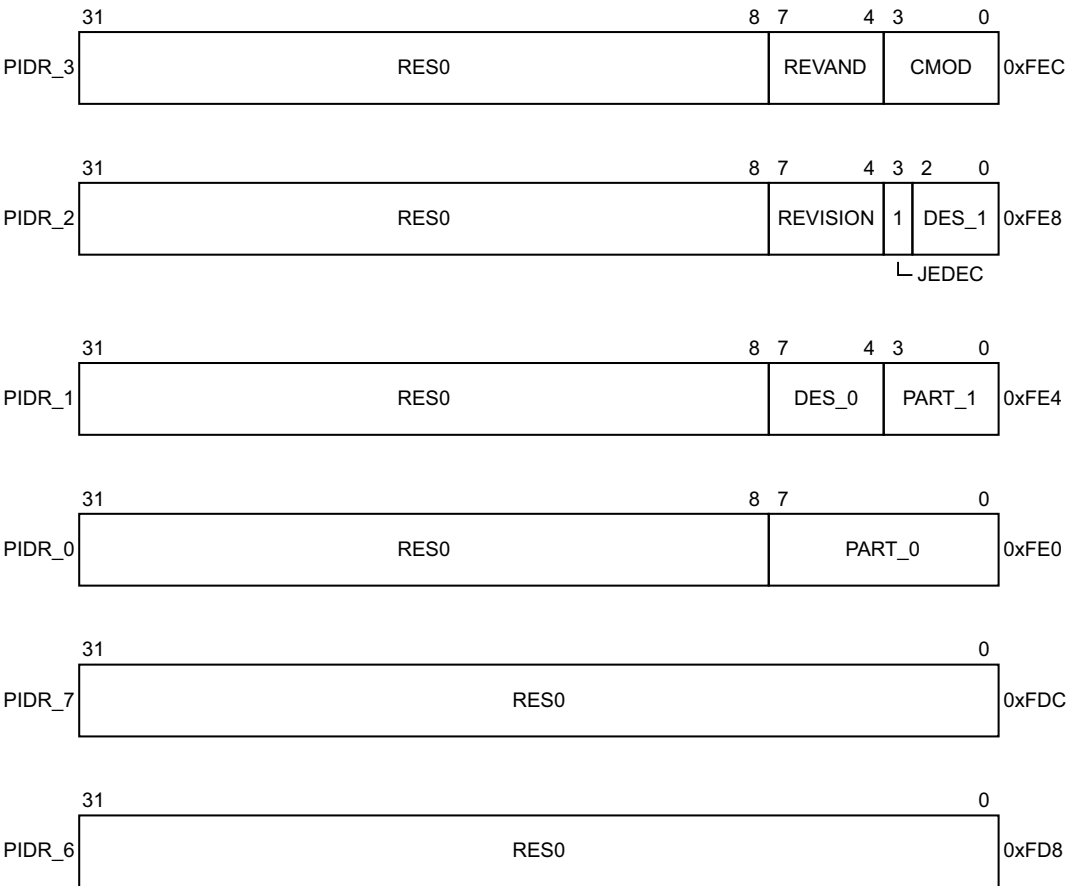 31 8 7 4 3 0
PIDR_3 RES0 REVAND CMOD 0xFEC
31 8 7 4 3 2 0
PIDR_2 RES0 REVISION 1 DES_1 0xFE8
JEDEC
31 8 7 4 3 0
PIDR_1 RES0 DES_0 PART_1 0xFE4
31 8 7 0
PIDR_0 RES0 PART_0 0xFE0
31 0
PIDR_7 RES0 0xFDC
31 0
PIDR_6 RES0 0xFD8